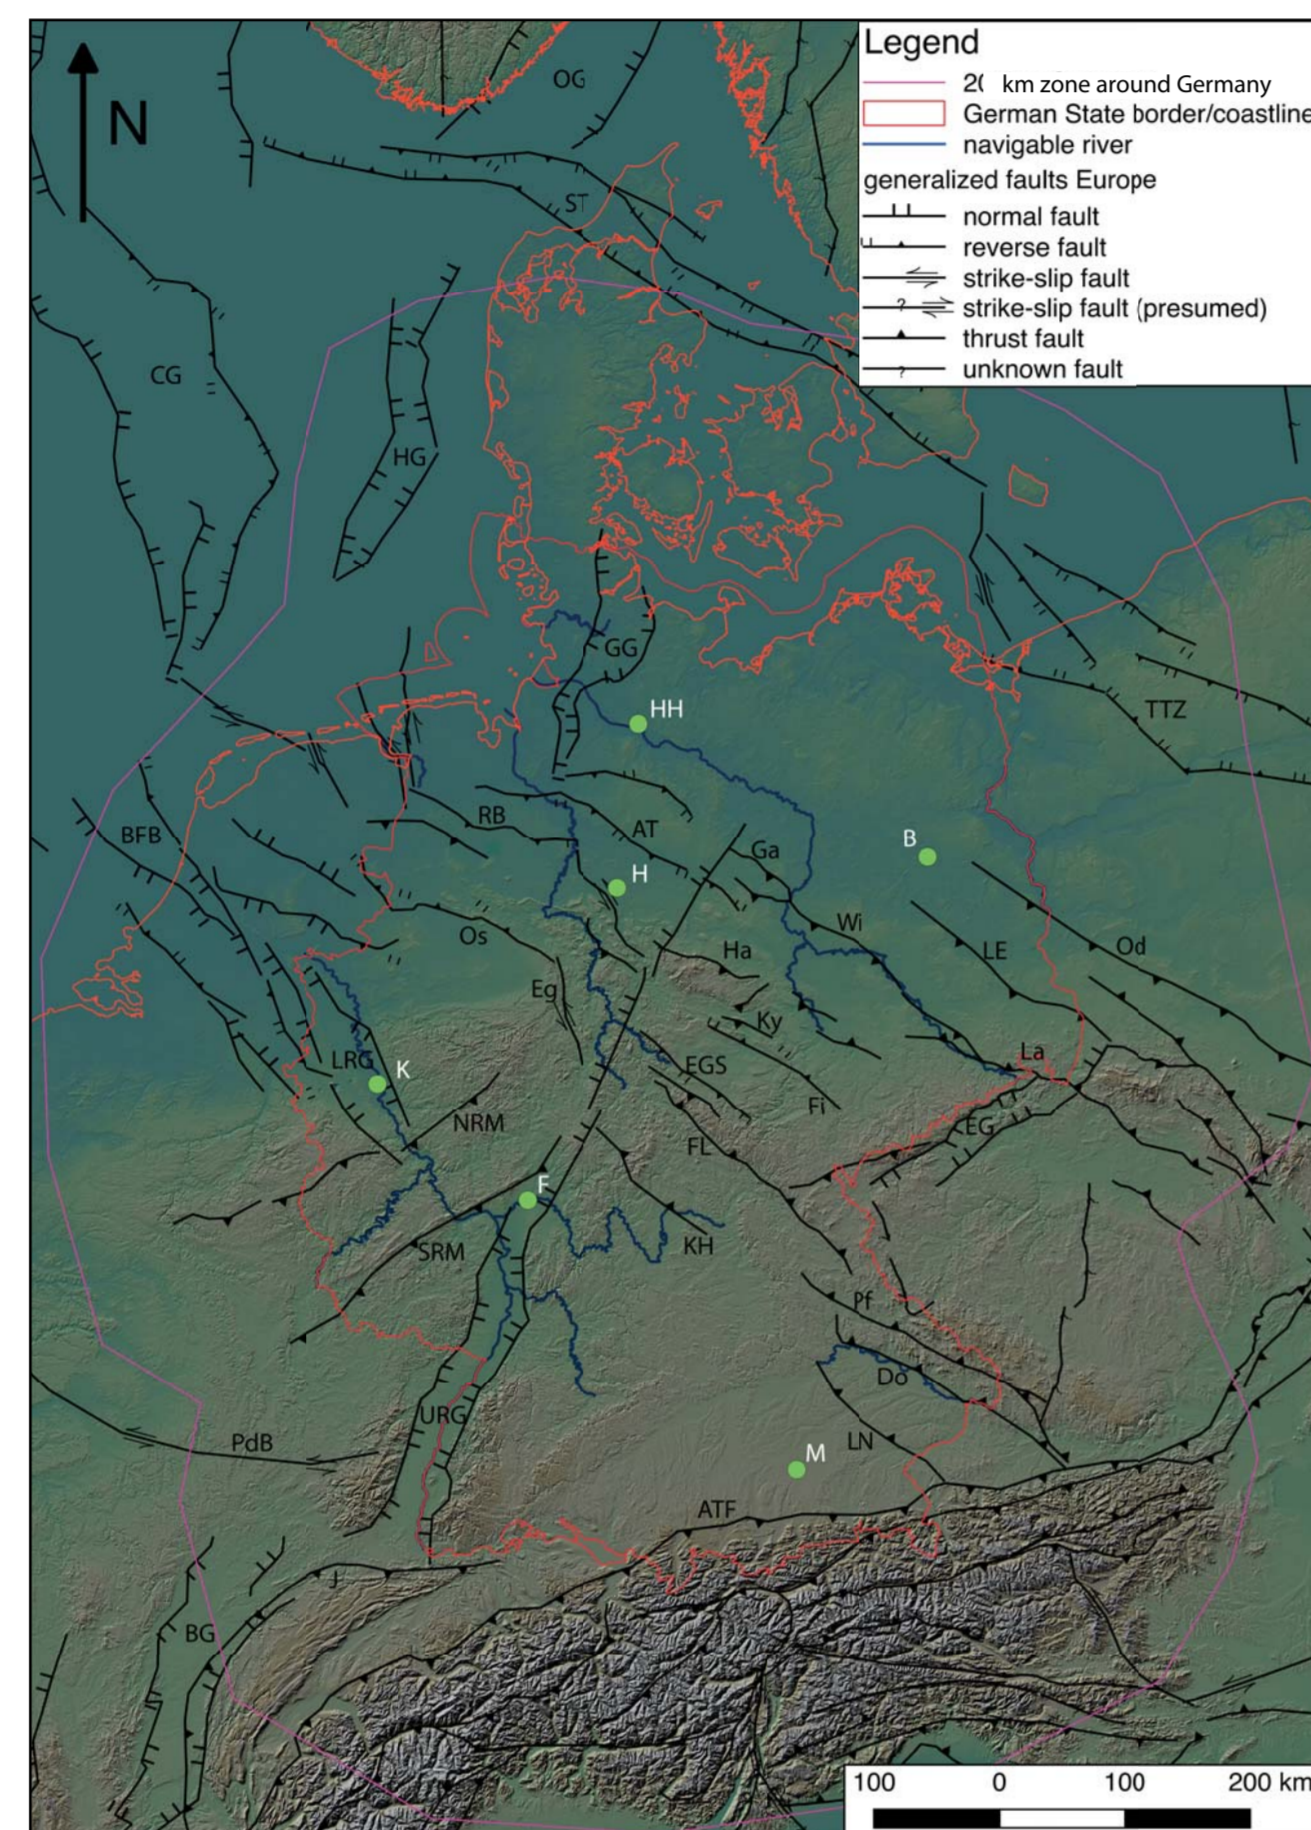 N
OG
Legend
2( km zone around Germany
German State border/coastline
navigable river
generalized faults Europe
normal fault
reverse fault
strike-slip fault
? strike-slip fault (presumed)
thrust fault
? unknown fault
ST
CG
HG
GG
HH
TTZ
RB
BFB
AT
Ga
B
H
Wi
Os
Ha
LE
Od
Eg
Ky
LRG
K
EGS
La
Fi
NRM
FL
EG
F
SRM
KH
Pf
Do
URG
PdB
LN
M
ATF
J
BG
100 0 100 200 km